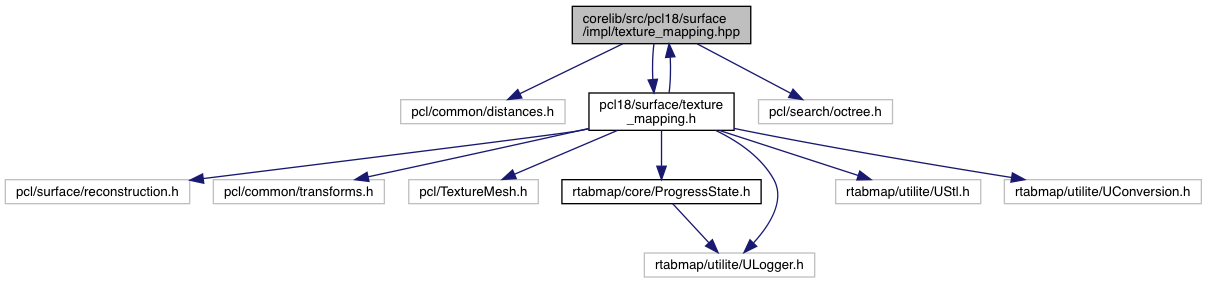 corelib/src/pcl18/surface
/impl/texture_mapping.hpp
pcl/common/distances.h
pcl18/surface/texture
_mapping.h
pcl/search/octree.h
pcl/surface/reconstruction.h
pcl/common/transforms.h
pcl/TextureMesh.h
rtabmap/core/ProgressState.h
rtabmap/utilite/UStl.h
rtabmap/utilite/UConversion.h
rtabmap/utilite/ULogger.h